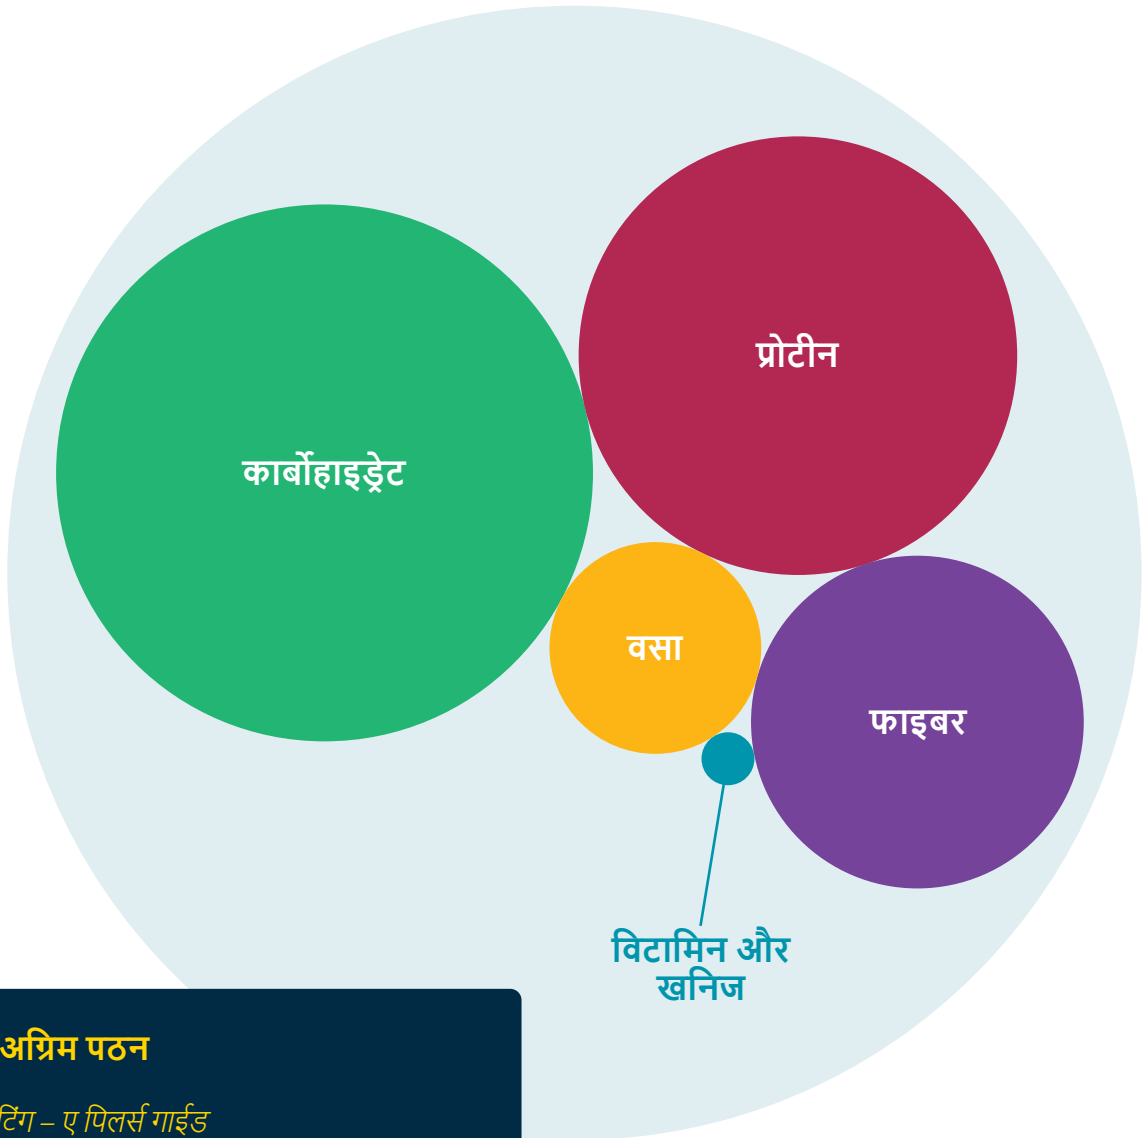 प्रोटीन
कार्बोहाइड्रेट
वसा
फाइबर
विटामिन और
खनिज
अग्रिम पठन
– ए पिलर्स गाईड